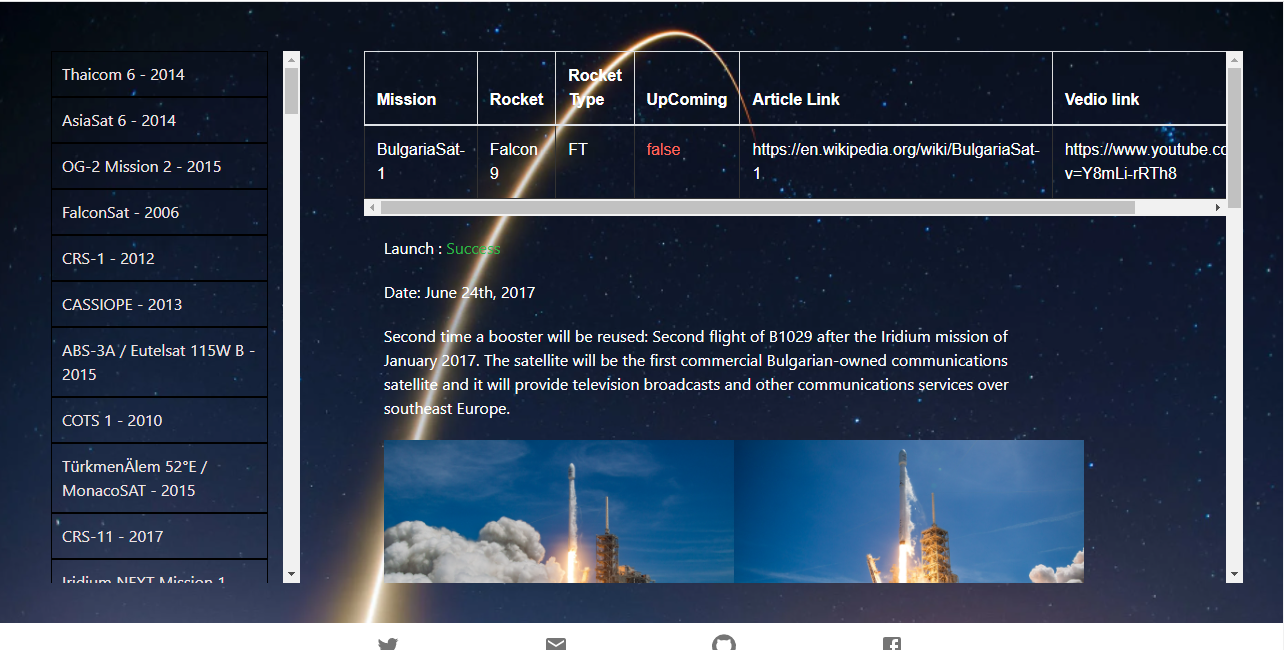 Thaicom 6 - 2014
AsiaSat 6 - 2014
OG-2 Mission 2 - 2015
FalconSat - 2006
CRS-1 - 2012
CASSIOPE - 2013
ABS-3A / Eutelsat 115W B -
2015
COTS 1 - 2010
TürkmenÄlem 52°E /
MonacoSAT - 2015
CRS-11 - 2017
Iridium NEXT Mission 1
Mission
Rocket
Rocket
Type
UpComing
Article Link
Vedio link
BulgariaSat-
1
Falcon
9
FT
false
https://en.wikipedia.org/wiki/BulgariaSat-
1
https://www.youtube.co
v=Y8mLi-rRTh8
Launch : Success
Date: June 24th, 2017
Second time a booster will be reused: Second flight of B1029 after the Iridium mission of
January 2017. The satellite will be the first commercial Bulgarian-owned communications
satellite and it will provide television broadcasts and other communications services over
southeast Europe.